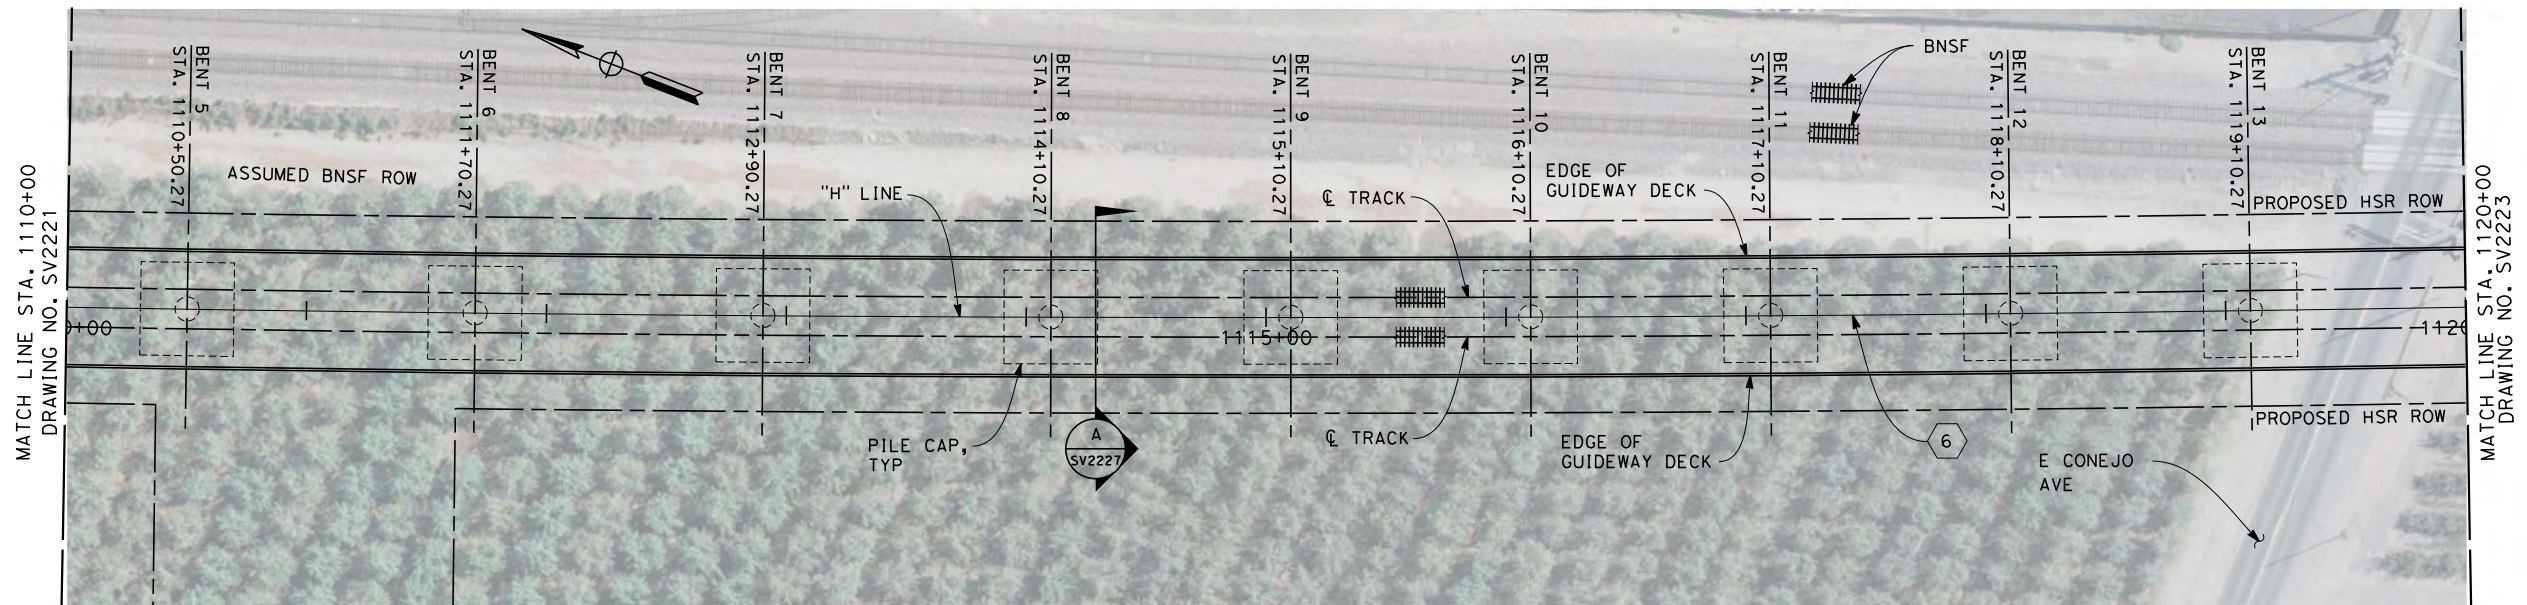 MATCH LINE STA. 1110+00
DRAWING NO. SV2221
BENT 5
STA. 1110+50.27
BENT 6
STA. 1111+70.27
BENT 7
STA. 1112+90.27
BENT 8
STA. 1114+10.27
BENT 9
STA. 1115+10.27
BENT 10
STA. 1116+10.27
BENT 11
STA. 1117+10.27
BENT 12
STA. 1118+10.27
BENT 13
STA. 1119+10.27
BNSF
ASSUMED BNSF ROW
"H" LINE
℄ TRACK
EDGE OF
GUIDEWAY DECK
PROPOSED HSR ROW
0+00
1115+00
1120
PILE CAP,
TYP
A
SV2227
℄ TRACK
EDGE OF
GUIDEWAY DECK
6
PROPOSED HSR ROW
E CONEJO
AVE
MATCH LINE STA. 1120+00
DRAWING NO. SV2223